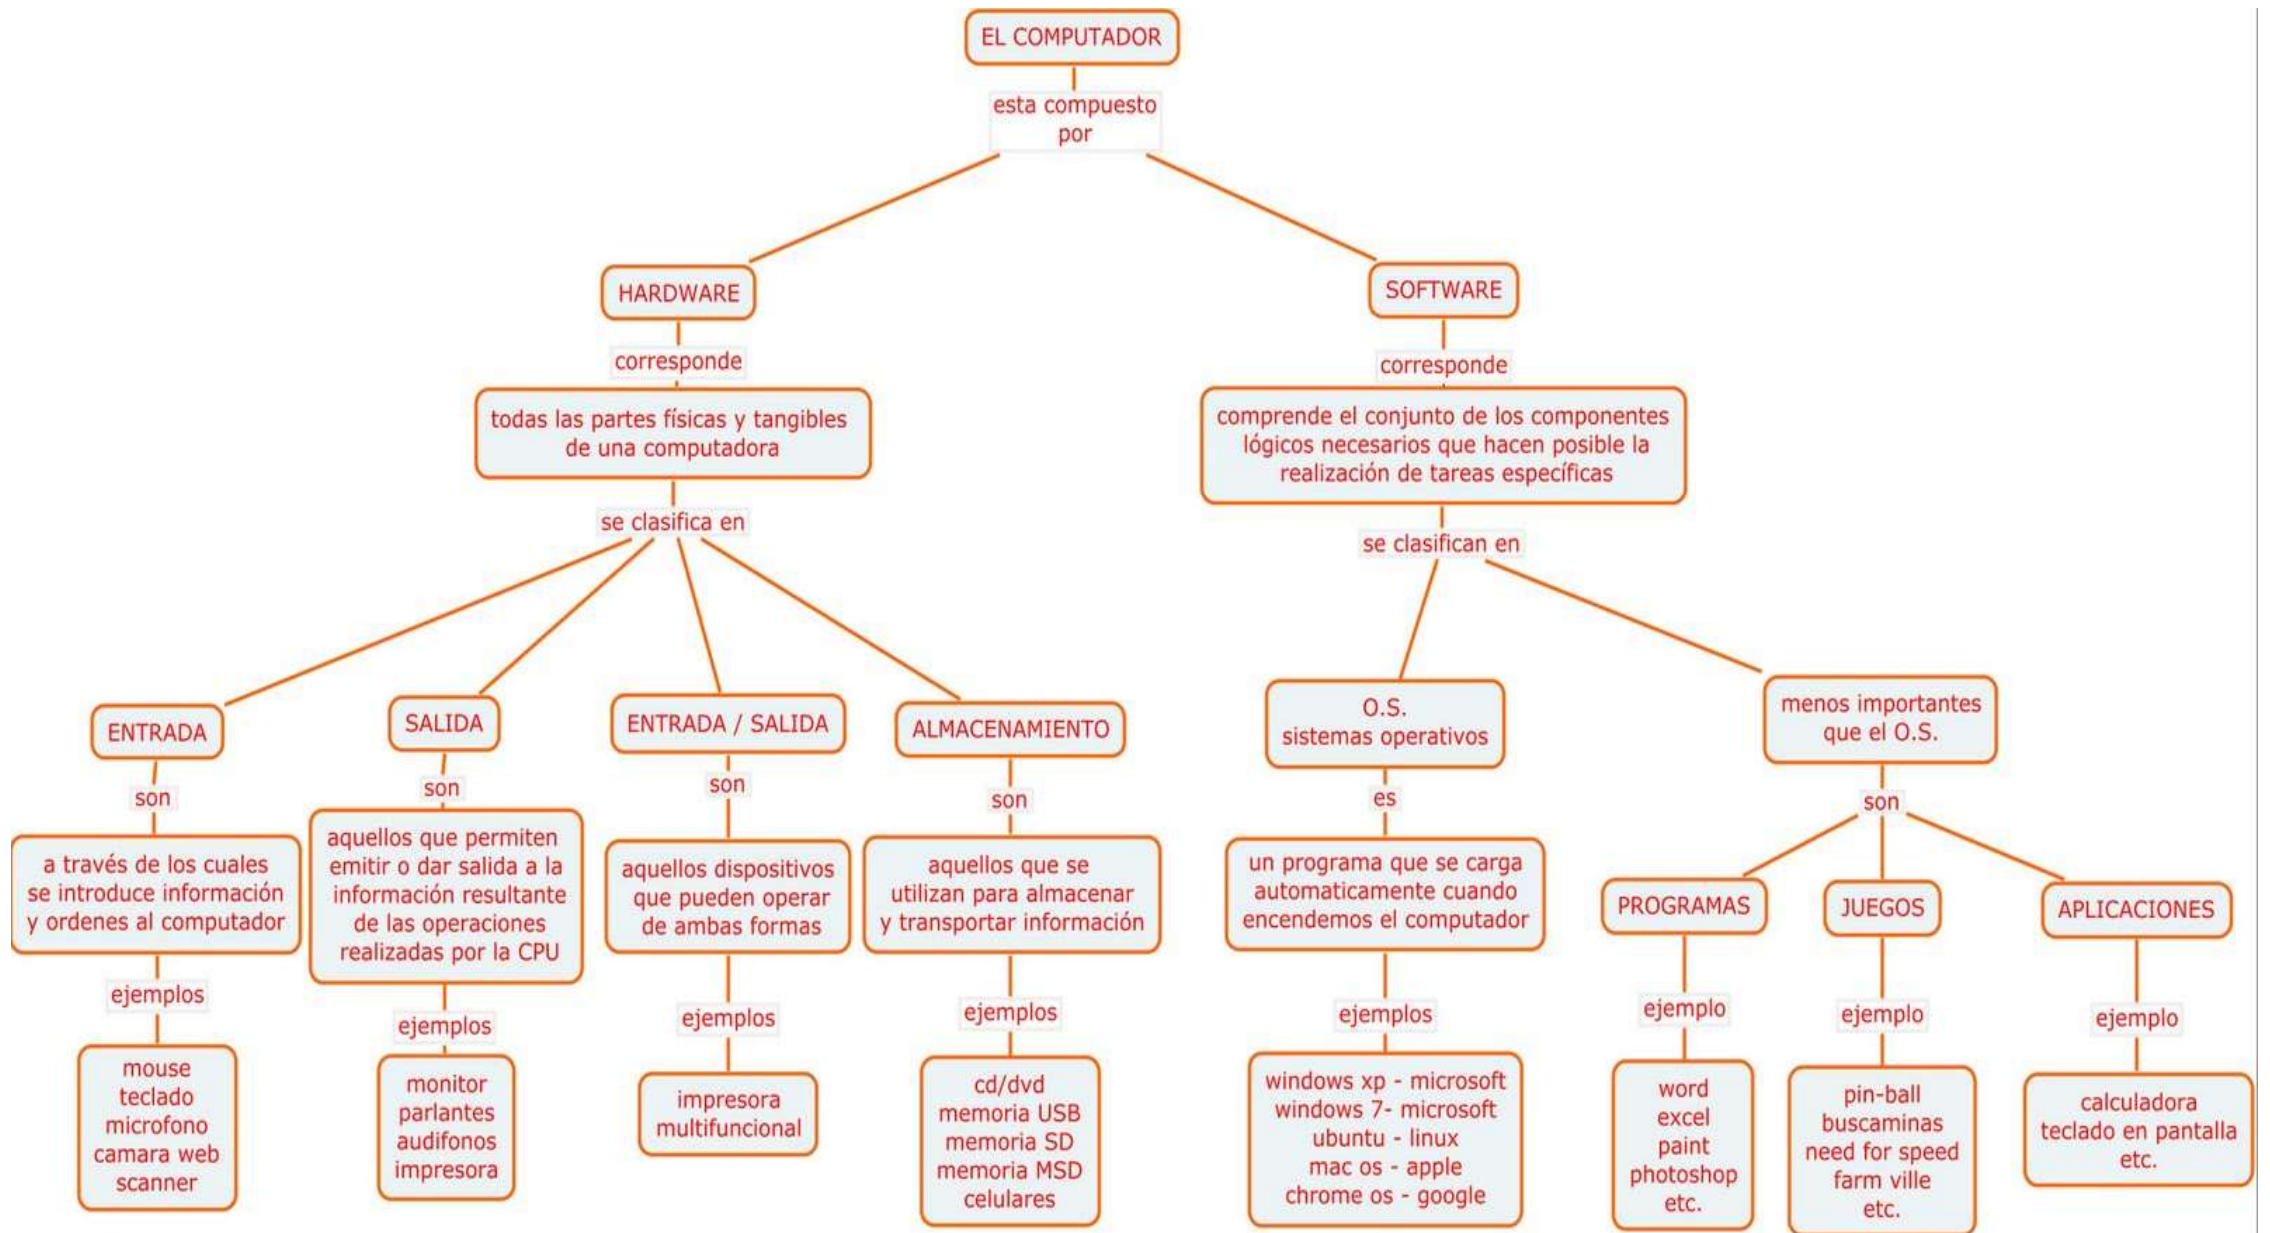 EL COMPUTADOR
esta compuesto
por
HARDWARE
corresponde
todas las partes físicas y tangibles
de una computadora
se clasifica en
ENTRADA
son
a través de los cuales
se introduce información
y ordenes al computador
ejemplos
mouse
teclado
microfono
camara web
scanner
SALIDA
son
aquellos que permiten
emitir o dar salida a la
información resultante
de las operaciones
realizadas por la CPU
ejemplos
monitor
parlantes
audifonos
impresora
ENTRADA / SALIDA
son
aquellos dispositivos
que pueden operar
de ambas formas
ejemplos
impresora
multifuncional
ALMACENAMIENTO
son
aquellos que se
utilizan para almacenar
y transportar información
ejemplos
cd/dvd
memoria USB
memoria SD
memoria MSD
celulares
SOFTWARE
corresponde
comprende el conjunto de los componentes
lógicos necesarios que hacen posible la
realización de tareas específicas
se clasifican en
O.S.
sistemas operativos
es
un programa que se carga
automaticamente cuando
encendemos el computador
ejemplos
windows xp - microsoft
windows 7- microsoft
ubuntu - linux
mac os - apple
chrome os - google
menos importantes
que el O.S.
son
PROGRAMAS
ejemplo
word
excel
paint
photoshop
etc.
JUEGOS
ejemplo
pin-ball
buscaminas
need for speed
farm ville
etc.
APLICACIONES
ejemplo
calculadora
teclado en pantalla
etc.